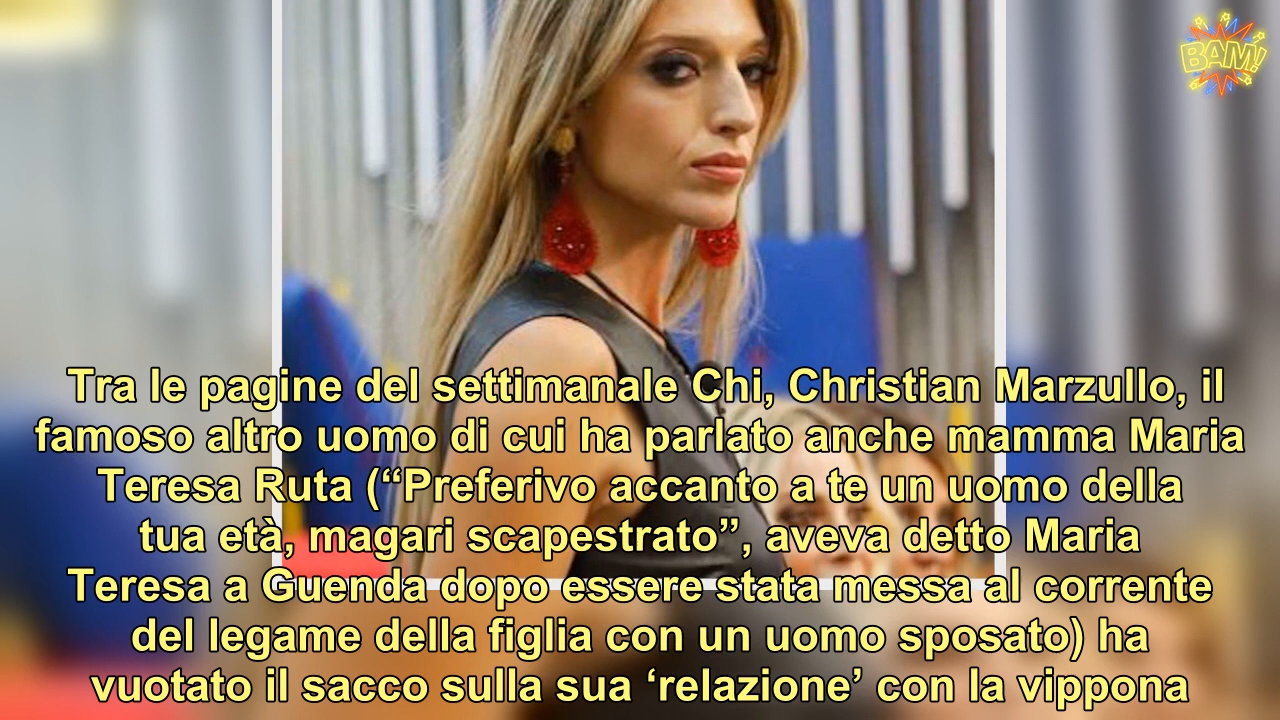 BAM!
Tra le pagine del settimanale Chi, Christian Marzullo, il
famoso altro uomo di cui ha parlato anche mamma Maria
Teresa Ruta (“Preferivo accanto a te un uomo della
tua età, magari scapestrato”, aveva detto Maria
Teresa a Guenda dopo essere stata messa al corrente
del legame della figlia con un uomo sposato) ha
vuotato il sacco sulla sua ‘relazione’ con la vippona